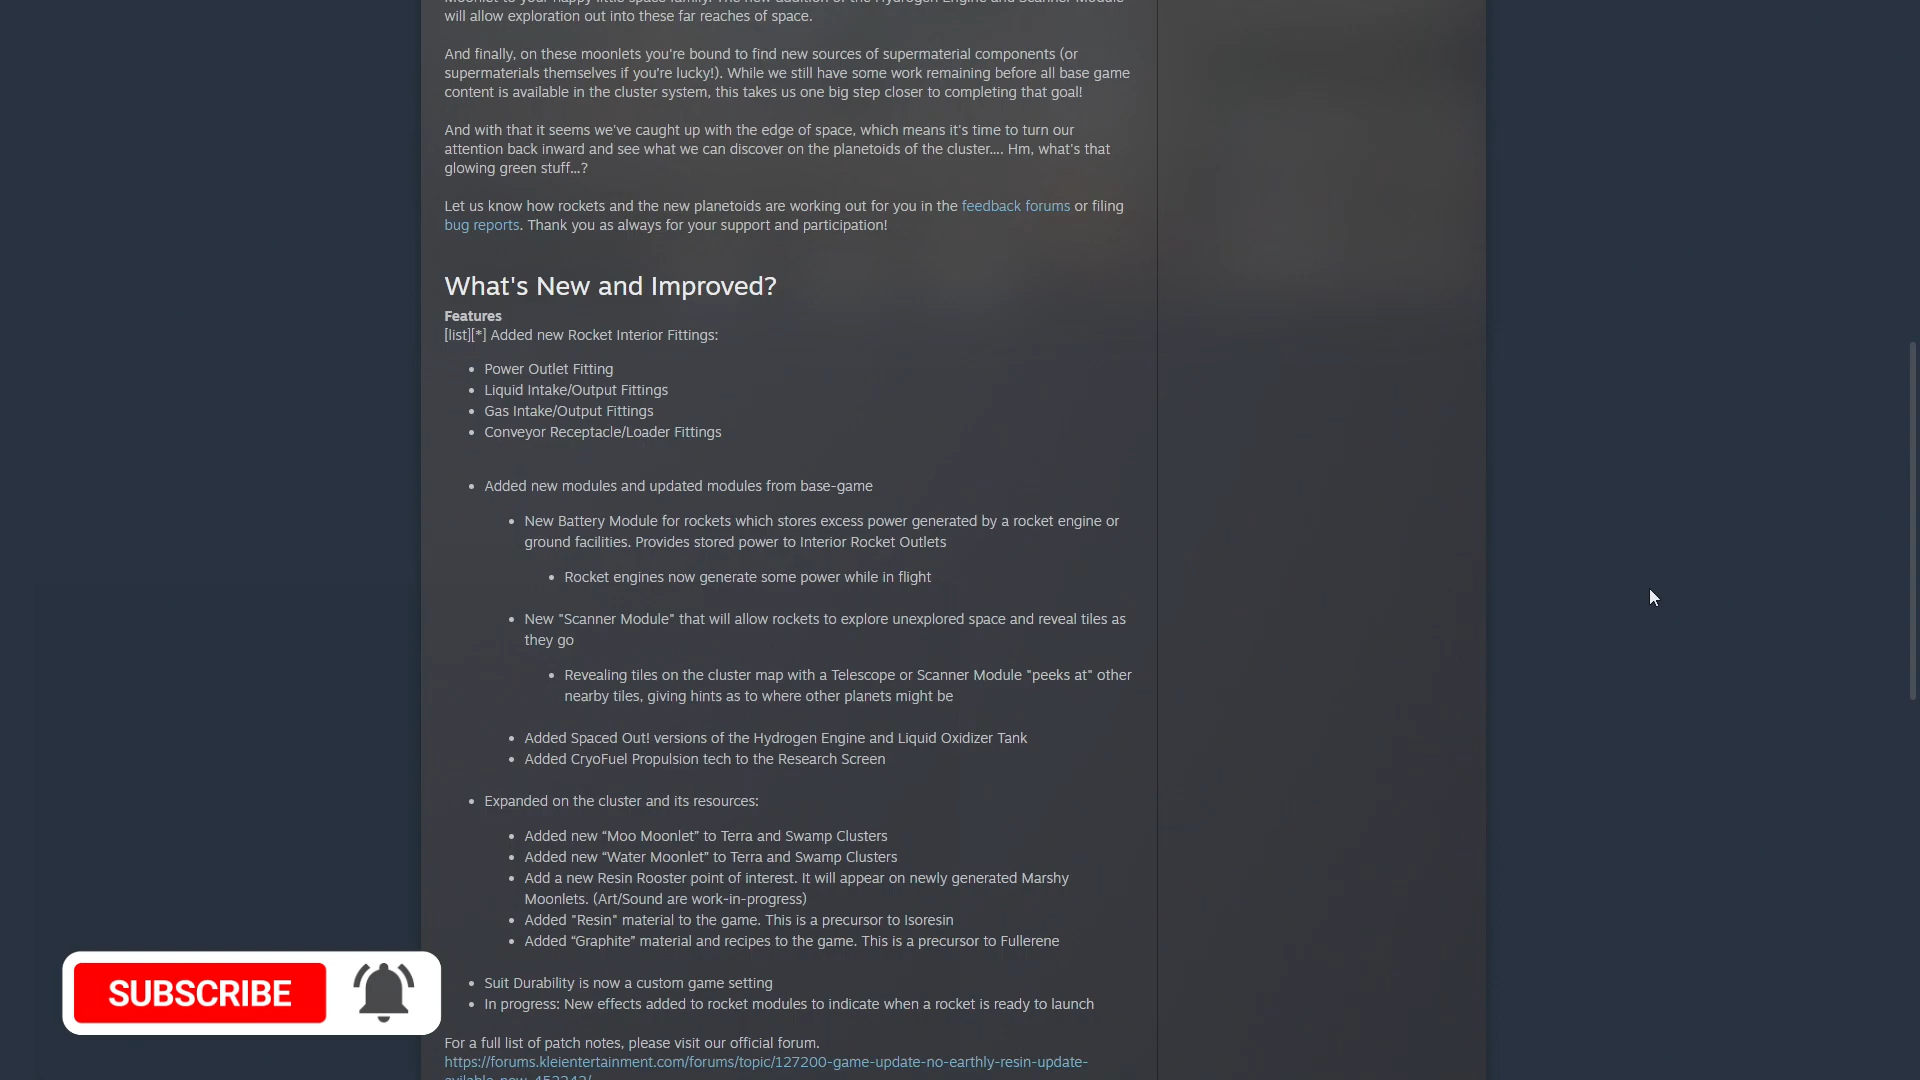 will allow exploration out into these far reaches of space.
And finally, on these moonlets you're bound to find new sources of supermaterial components (or
supermaterials themselves if you're lucky!). While we still have some work remaining before all base game
content is available in the cluster system, this takes us one big step closer to completing that goal!
And with that it seems we've caught up with the edge of space, which means it's time to turn our
attention back inward and see what we can discover on the planetoids of the cluster.... Hm, what's that
glowing green stuff...?
Let us know how rockets and the new planetoids are working out for you in the feedback forums or filing
bug reports. Thank you as always for your support and participation!
What's New and Improved?
Features
[list][*] Added new Rocket Interior Fittings:
• Power Outlet Fitting
• Liquid Intake/Output Fittings
• Gas Intake/Output Fittings
• Conveyor Receptacle/Loader Fittings
• Added new modules and updated modules from base-game
• New Battery Module for rockets which stores excess power generated by a rocket engine or
ground facilities. Provides stored power to Interior Rocket Outlets
• Rocket engines now generate some power while in flight
• New "Scanner Module" that will allow rockets to explore unexplored space and reveal tiles as
they go
• Revealing tiles on the cluster map with a Telescope or Scanner Module "peeks at" other
nearby tiles, giving hints as to where other planets might be
• Added Spaced Out! versions of the Hydrogen Engine and Liquid Oxidizer Tank
• Added CryoFuel Propulsion tech to the Research Screen
• Expanded on the cluster and its resources:
• Added new “Moo Moonlet” to Terra and Swamp Clusters
• Added new “Water Moonlet” to Terra and Swamp Clusters
• Add a new Resin Rooster point of interest. It will appear on newly generated Marshy
Moonlets. (Art/Sound are work-in-progress)
• Added "Resin" material to the game. This is a precursor to Isoresin
• Added “Graphite” material and recipes to the game. This is a precursor to Fullerene
• Suit Durability is now a custom game setting
• In progress: New effects added to rocket modules to indicate when a rocket is ready to launch
SUBSCRIBE
For a full list of patch notes, please visit our official forum.
https://forums.kleientertainment.com/forums/topic/127200-game-update-no-earthly-resin-update-